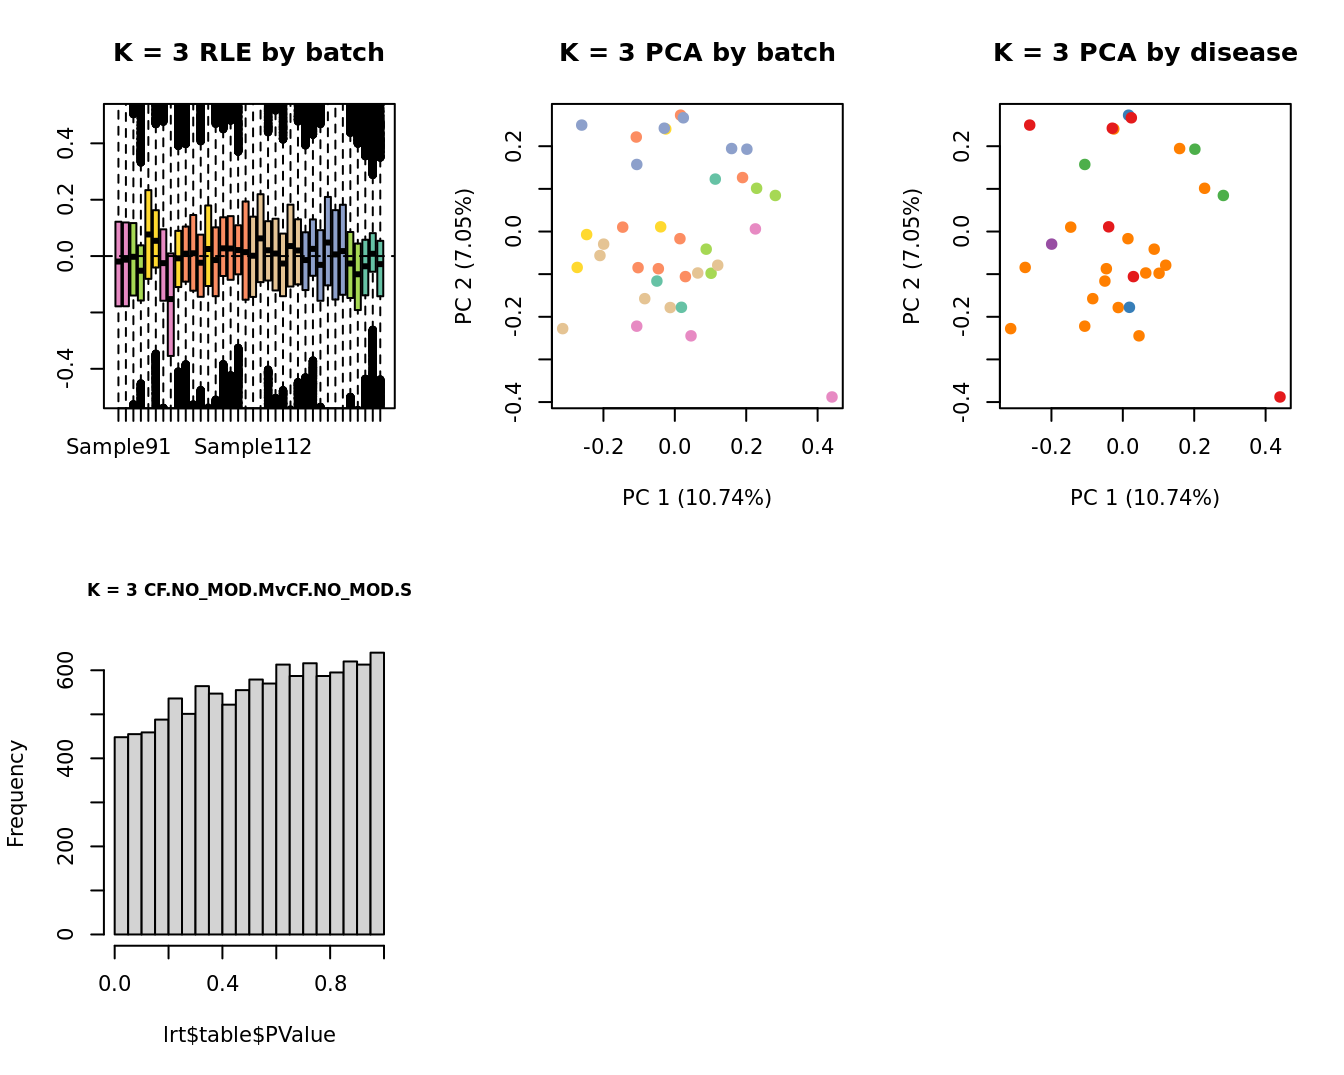 K = 3 RLE by batch
0.4
0.2
0.0
-0.4
Sample91 Sample112
K = 3 PCA by batch
PC 2 (7.05%)
0.2
0.0
-0.2
-0.4
-0.2 0.0 0.2 0.4
PC 1 (10.74%)
K = 3 PCA by disease
PC 2 (7.05%)
0.2
0.0
-0.2
-0.4
-0.2 0.0 0.2 0.4
PC 1 (10.74%)
K = 3 CF.NO_MOD.MvCF.NO_MOD.S
Frequency
600
400
200
0
0.0 0.4 0.8
lrt$table$PValue